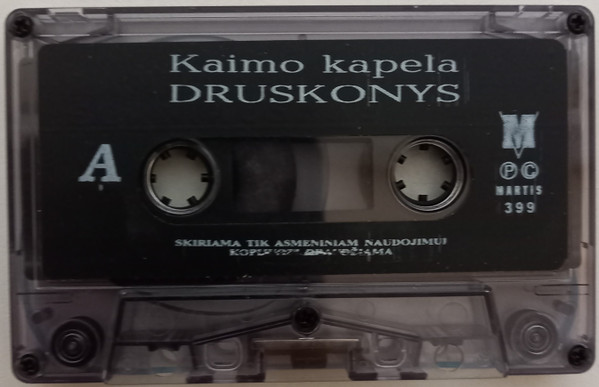 Kaimo kapela
DRUSKONYS
A
M
Ⓟ Ⓒ
MARTIS
399
SKIRIAMA TIK ASMENINIAM NAUDOJIMUI